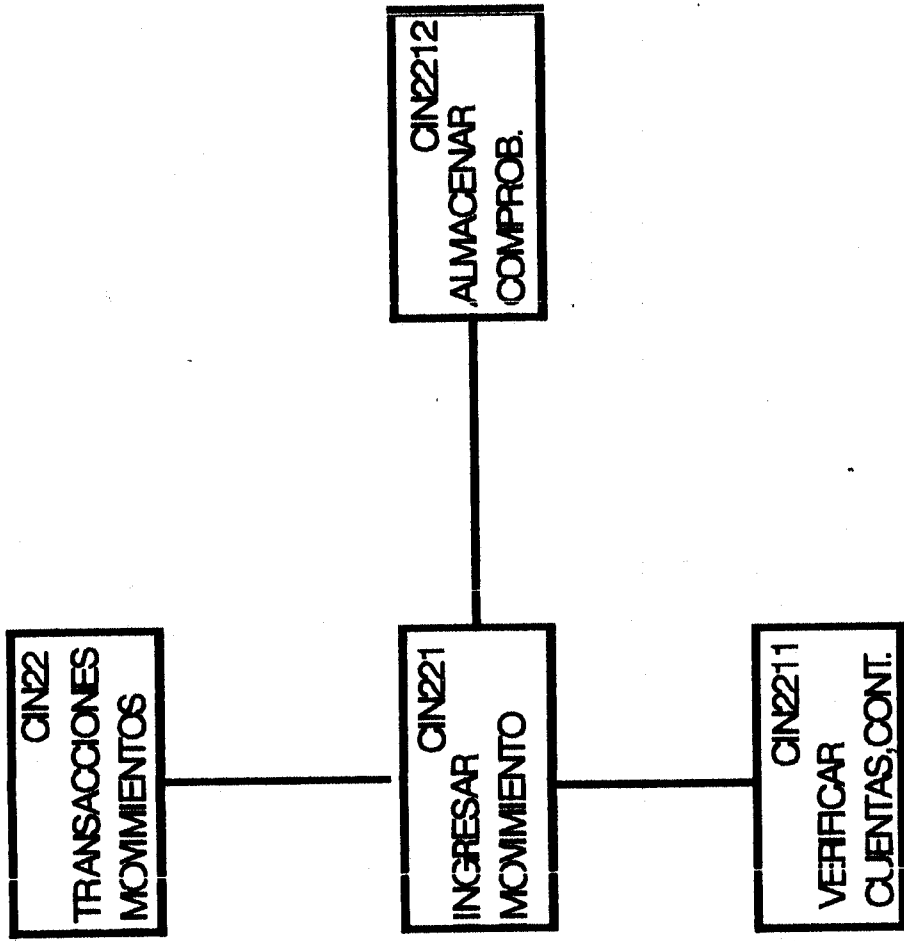 CIN22
TRANSACCIONES
MOVIMIENTOS
CIN221
INGRESAR
MOVIMIENTO
CIN2212
ALMACENAR
COMPROB.
CIN2211
VERIFICAR
CUENTAS,CONT.